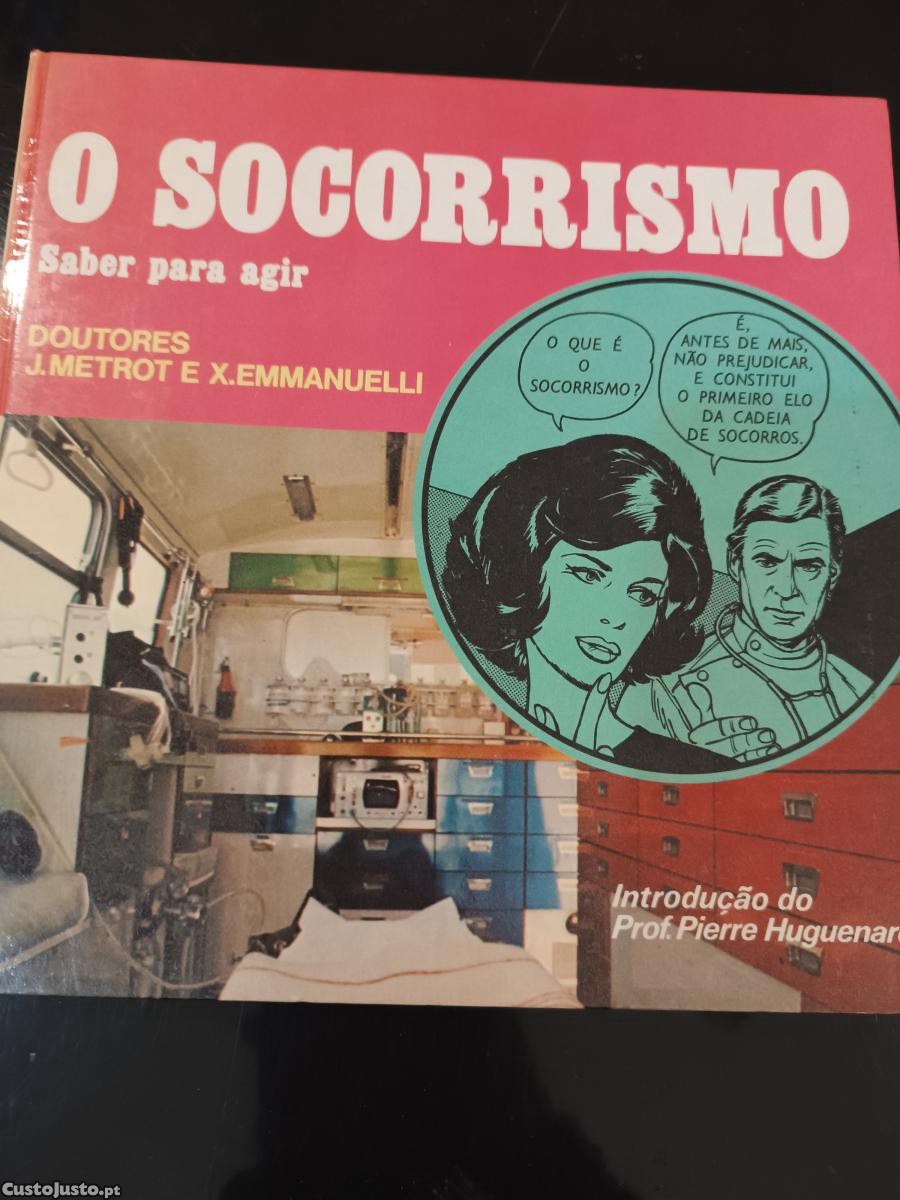 O SOCORRISMO
Saber para agir
DOUTORES
J.METROT E X.EMMANUELLI
O QUE É
O
SOCORRISMO?
É,
ANTES DE MAIS,
NÃO PREJUDICAR,
E CONSTITUI
O PRIMEIRO ELO
DA CADEIA
DE SOCORROS.
Introdução do
Prof. Pierre Huguenard
CustoJusto.pt